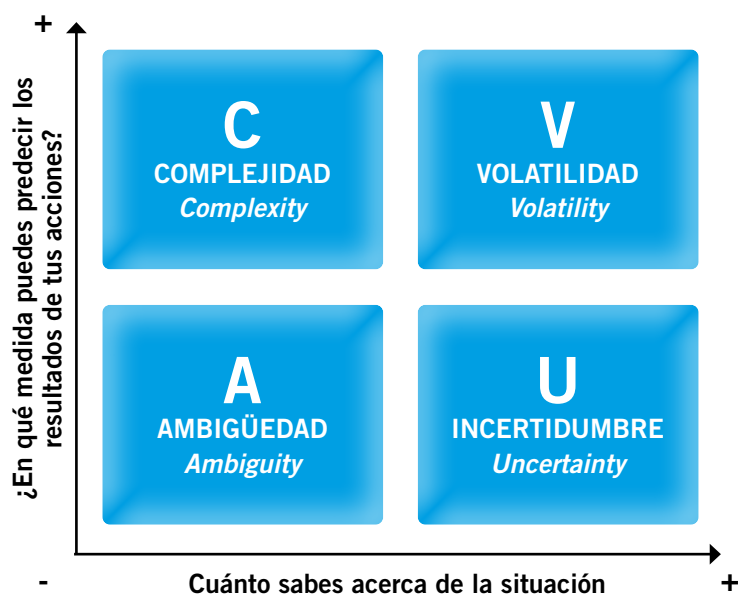 +
¿En qué medida puedes predecir los
resultados de tus acciones?
C
COMPLEJIDAD
Complexity
V
VOLATILIDAD
Volatility
A
AMBIGÜEDAD
Ambiguity
U
INCERTIDUMBRE
Uncertainty
-
Cuánto sabes acerca de la situación
+